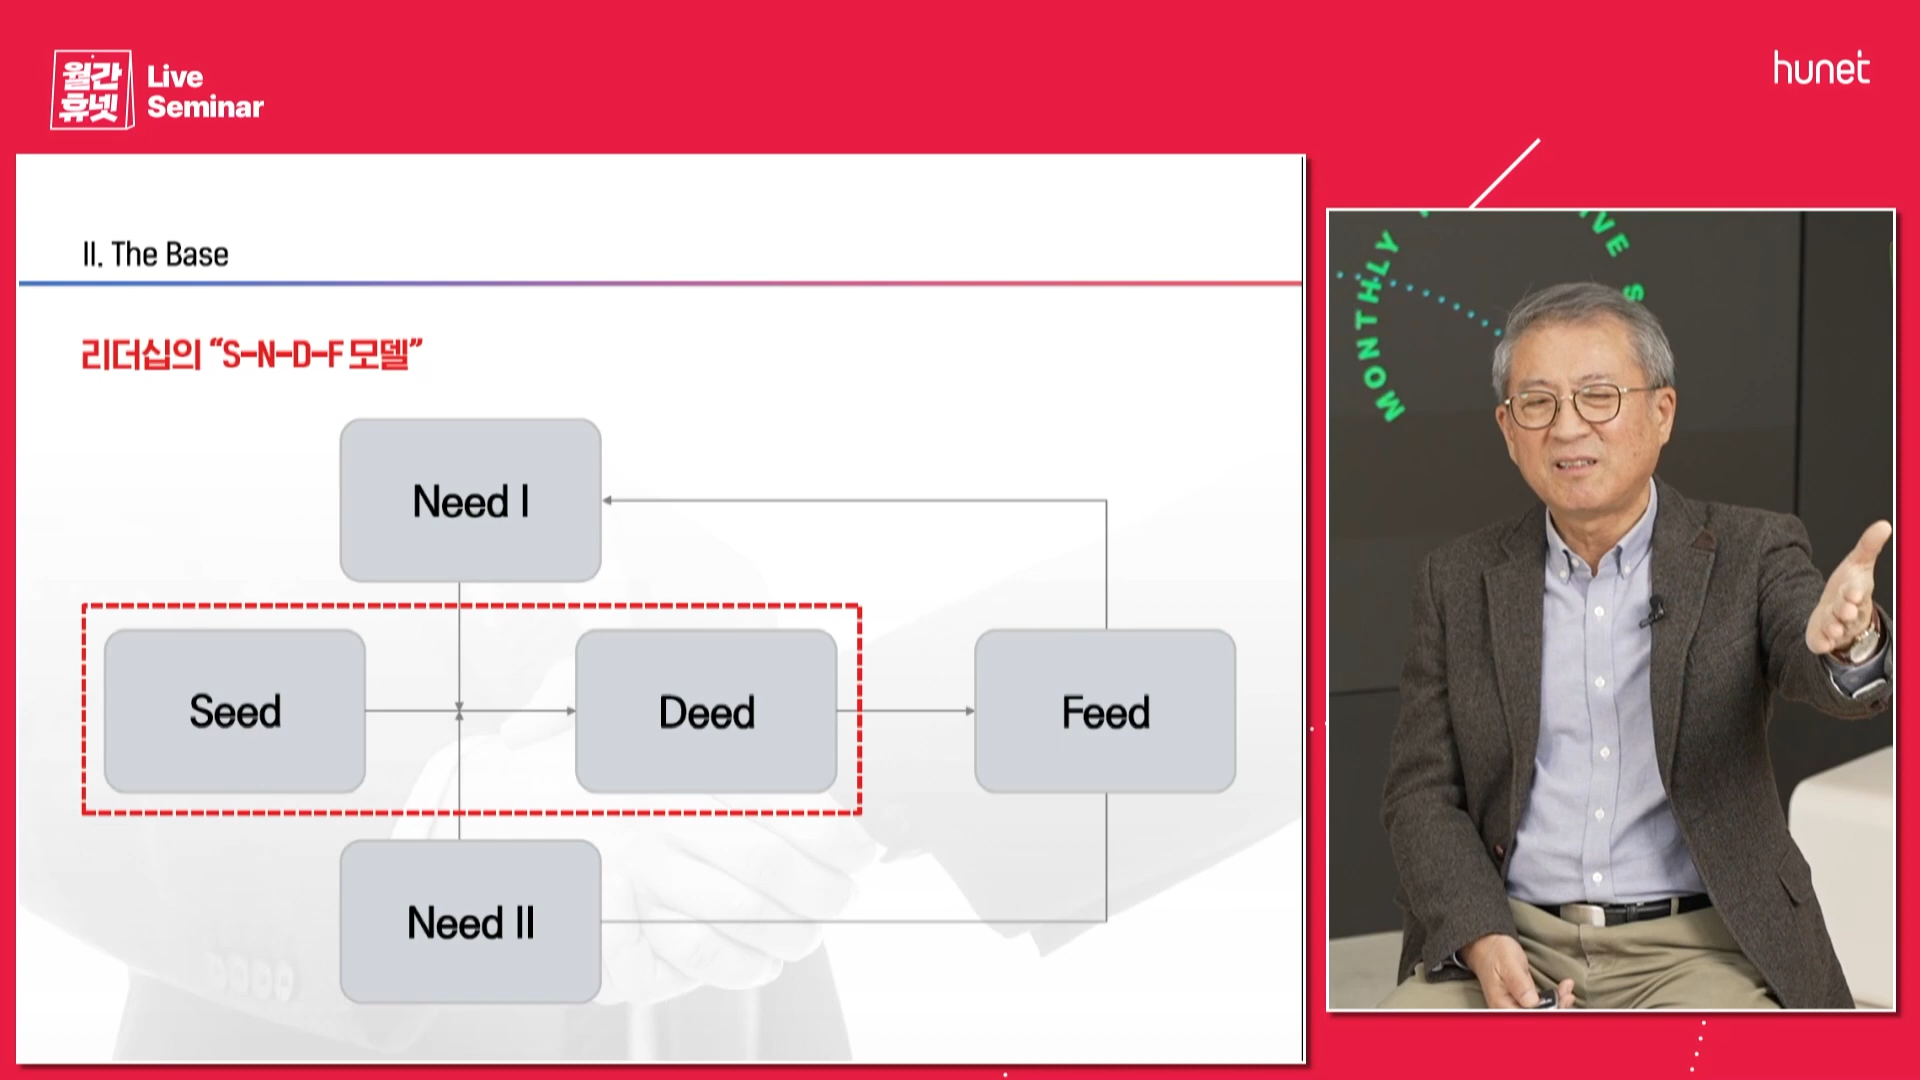 월간
휴넷
Live
Seminar
hunet
II. The Base
리더십의 “S-N-D-F 모델”
Need I
Seed
Deed
Feed
Need II
MONTHLY
IVE S